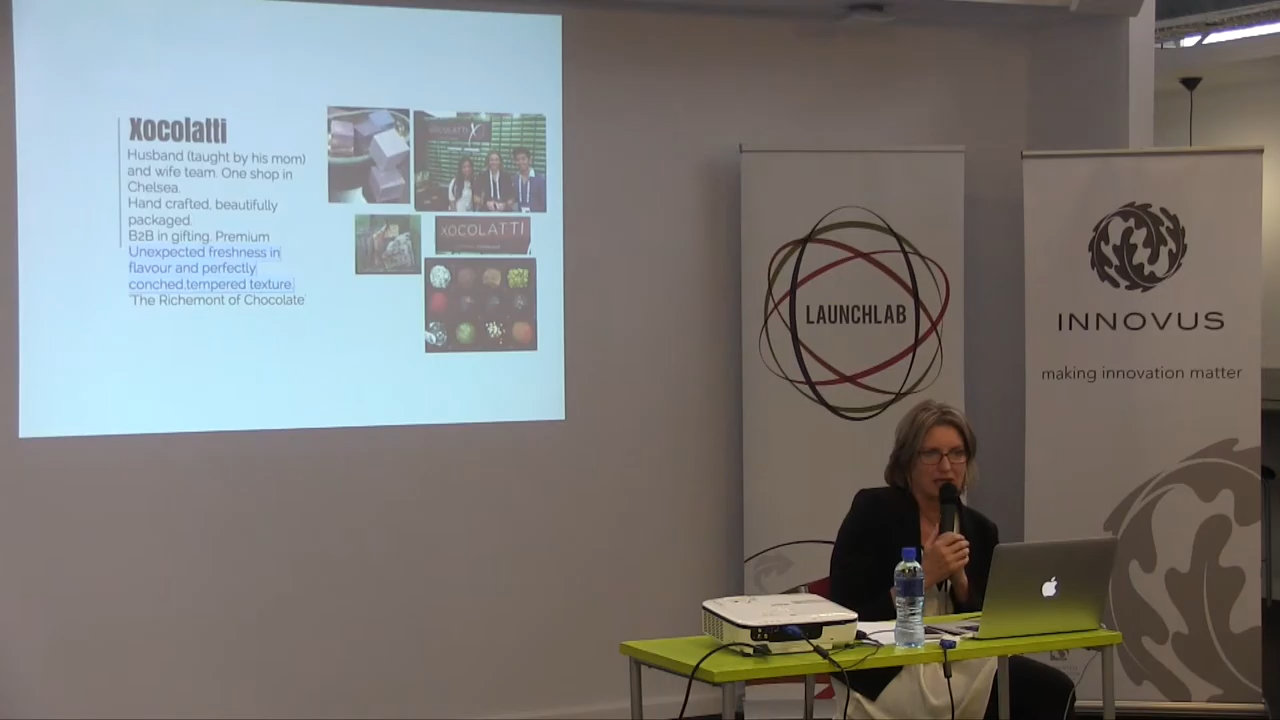 Xocolatti
Husband (taught by his mom)
and wife team. One shop in
Chelsea.
Hand crafted, beautifully
packaged.
B2B in gifting. Premium
Unexpected freshness in
flavour and perfectly
conched,tempered texture.
'The Richemont of Chocolate'
XOCOLATTI
XOCOLATTI
LAUNCHLAB
INNOVUS
making innovation matter